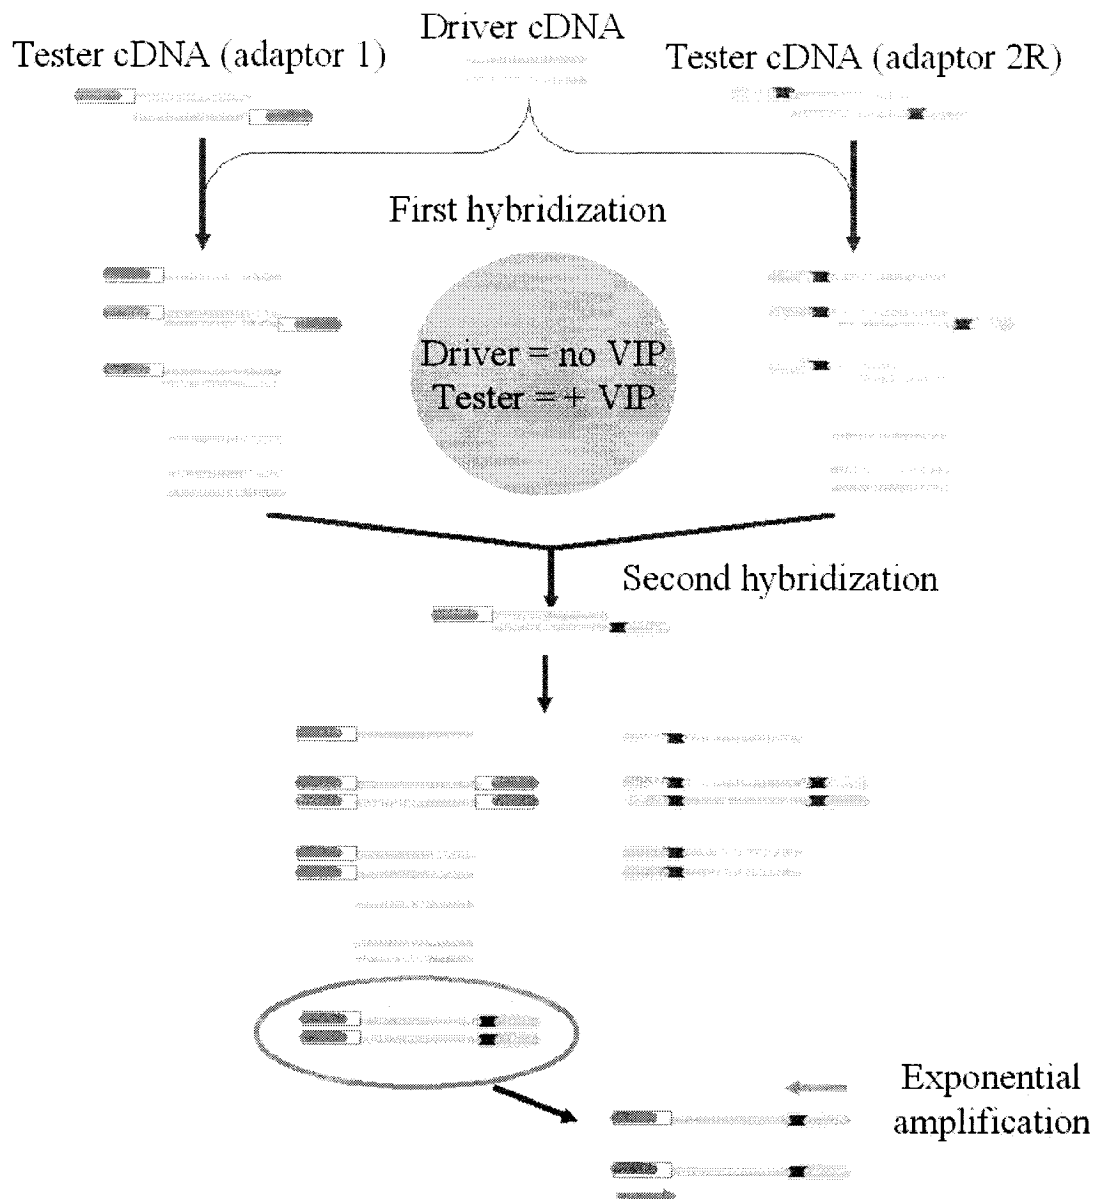 Driver cDNA
Tester cDNA (adaptor 1)
Tester cDNA (adaptor 2R)
First hybridization
Driver = no VIP
Tester = + VIP
Second hybridization
Exponential
amplification